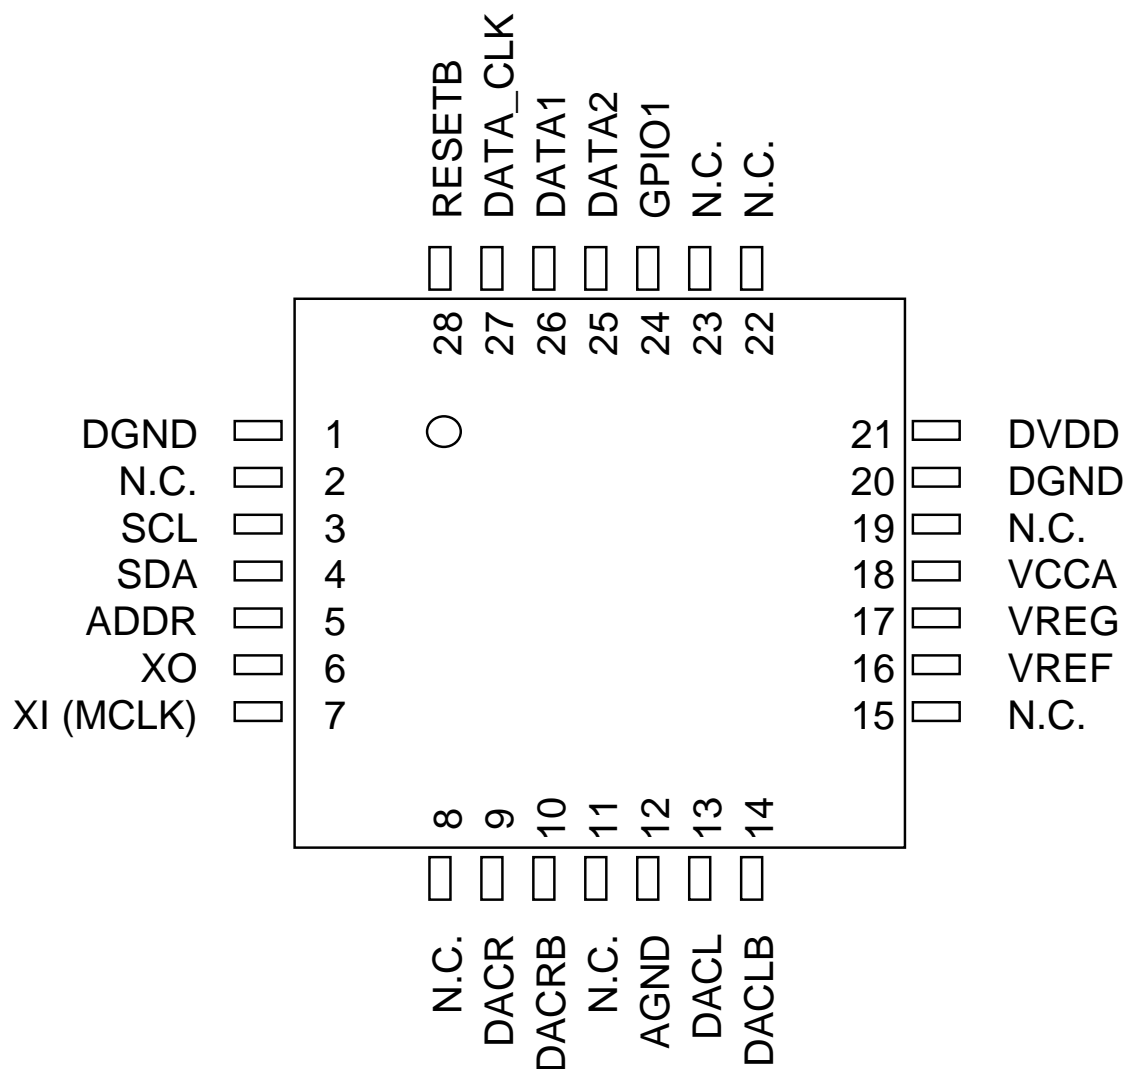 RESETB
DATA_CLK
DATA1
DATA2
GPIO1
N.C.
N.C.
28
27
26
25
24
23
22
DGND 1
N.C. 2
SCL 3
SDA 4
ADDR 5
XO 6
XI (MCLK) 7
21 DVDD
20 DGND
19 N.C.
18 VCCA
17 VREG
16 VREF
15 N.C.
8
9
10
11
12
13
14
N.C.
DACR
DACRB
N.C.
AGND
DACL
DACLB